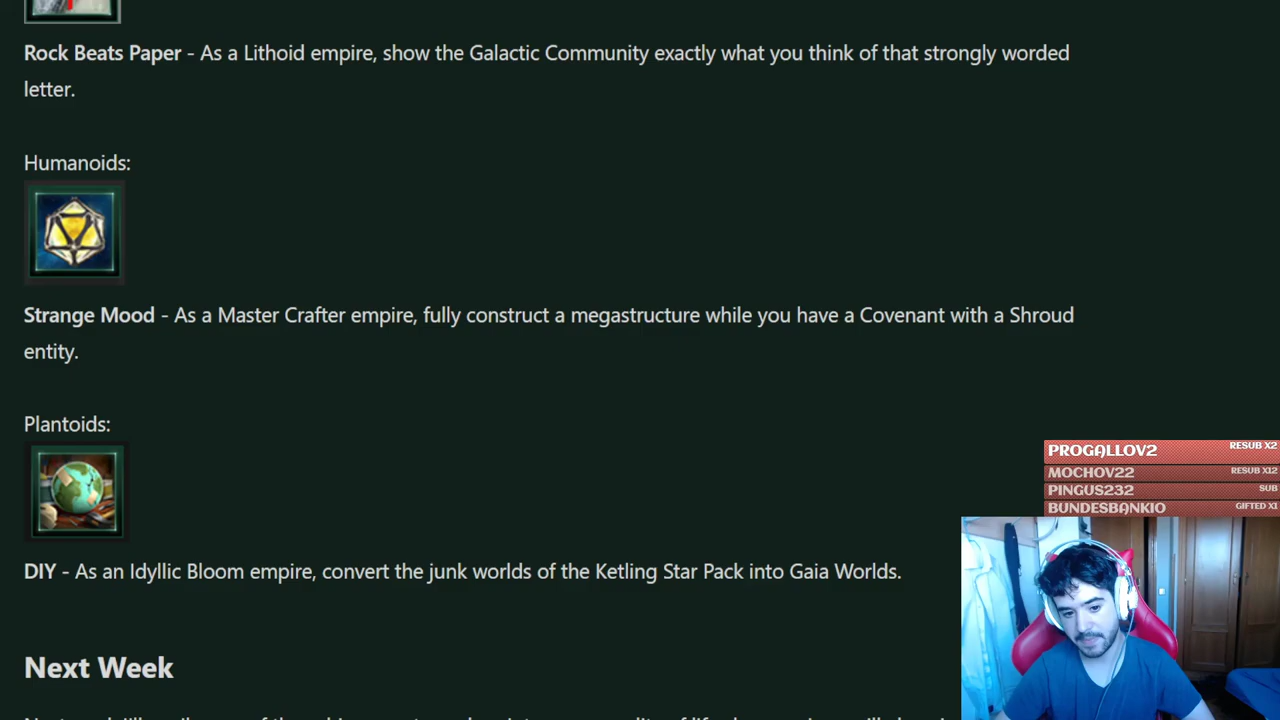 Rock Beats Paper - As a Lithoid empire, show the Galactic Community exactly what you think of that strongly worded
letter.
Humanoids:
Strange Mood - As a Master Crafter empire, fully construct a megastructure while you have a Covenant with a Shroud
entity.
Plantoids:
DIY - As an Idyllic Bloom empire, convert the junk worlds of the Ketling Star Pack into Gaia Worlds.
Next Week
PROGALLOV2 RESUB X2
MOCHOV22 RESUB X12
PINGUS232 SUB
BUNDESBANKIO GIFTED X1